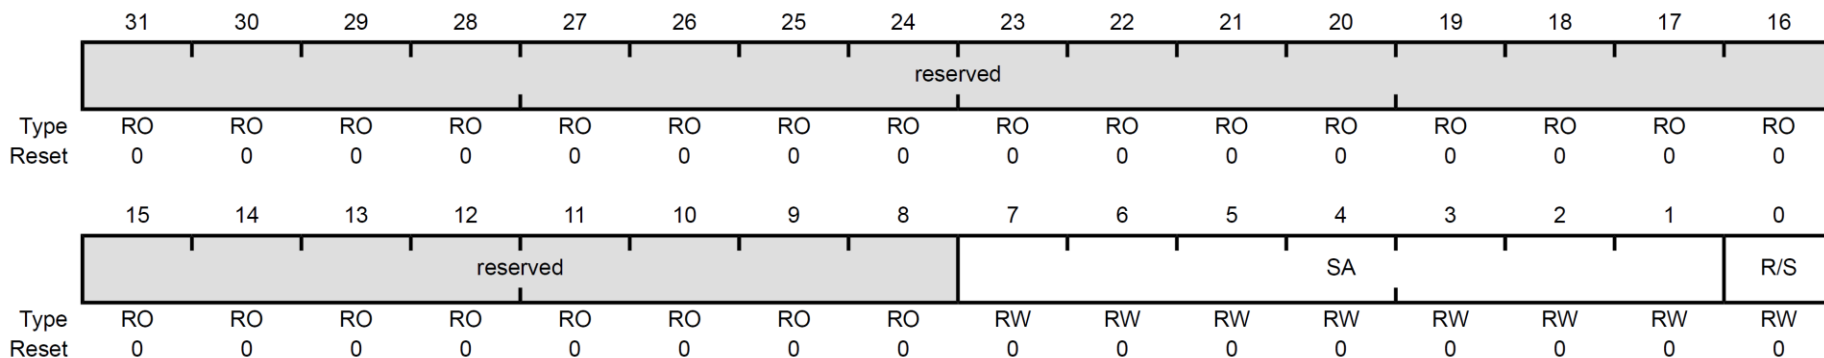 31 30 29 28 27 26 25 24 23 22 21 20 19 18 17 16
reserved
Type RO RO RO RO RO RO RO RO RO RO RO RO RO RO RO RO
Reset 0 0 0 0 0 0 0 0 0 0 0 0 0 0 0 0
15 14 13 12 11 10 9 8 7 6 5 4 3 2 1 0
reserved SA R/S
Type RO RO RO RO RO RO RO RO RW RW RW RW RW RW RW RW
Reset 0 0 0 0 0 0 0 0 0 0 0 0 0 0 0 0